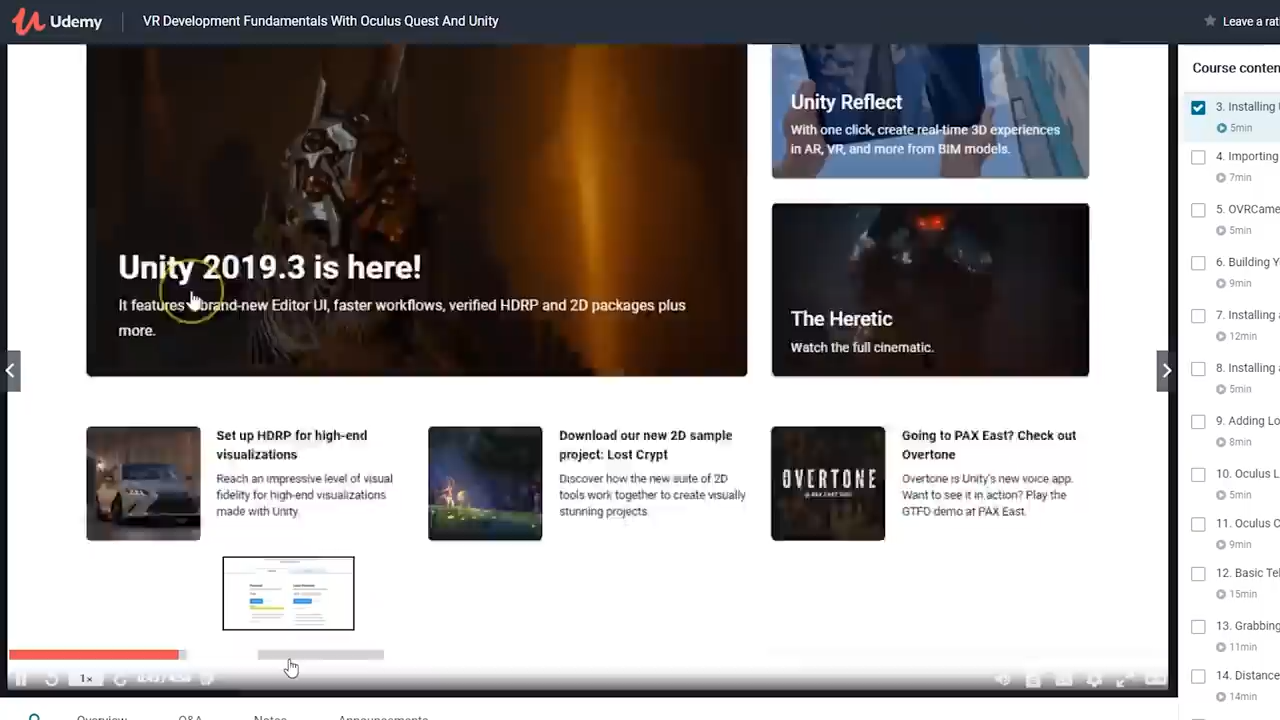 Udemy
VR Development Fundamentals With Oculus Quest And Unity
Leave a rat
Unity Reflect
With one click, create real-time 3D experiences
in AR, VR, and more from BIM models.
Unity 2019.3 is here!
It features brand-new Editor UI, faster workflows, verified HDRP and 2D packages plus
more.
The Heretic
Watch the full cinematic.
Set up HDRP for high-end
visualizations
Reach an impressive level of visual
fidelity for high-end visualizations
made with Unity.
Download our new 2D sample
project: Lost Crypt
Discover how the new suite of 2D
tools work together to create visually
stunning projects.
OVERTONE
Going to PAX East? Check out
Overtone
Overtone is Unity's new voice app.
Want to see it in action? Play the
GTFO demo at PAX East.
1x
Course conten
3. Installing
5min
4. Importing
7min
5. OVRCame
5min
6. Building Y
9min
7. Installing a
12min
8. Installing a
5min
9. Adding Lo
8min
10. Oculus L
5min
11. Oculus C
9min
12. Basic Tel
15min
13. Grabbing
11min
14. Distance
14min
Overview
Q&A
Notes
Announcements